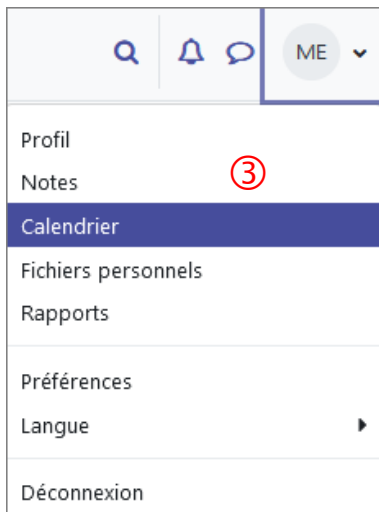 ME
Profil
Notes
③
Calendrier
Fichiers personnels
Rapports
Préférences
Langue
Déconnexion